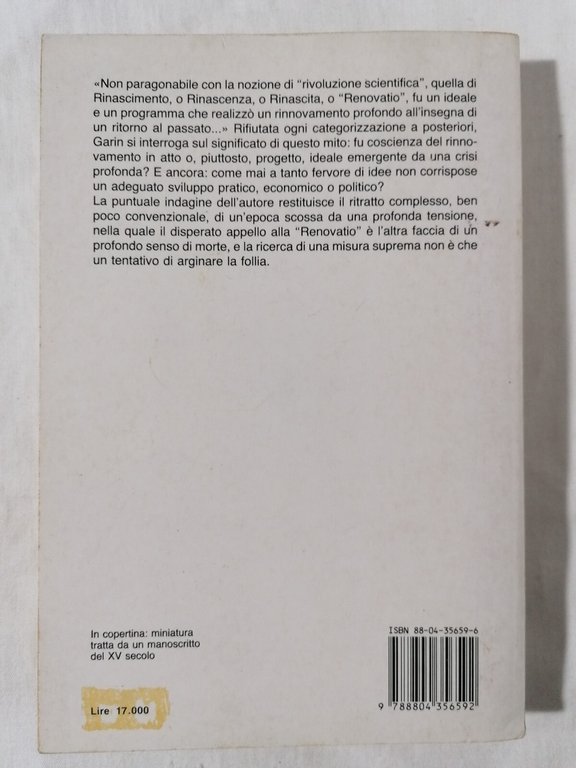 «Non paragonabile con la nozione di "rivoluzione scientifica", quella di
Rinascimento, o Rinascenza, o Rinascita, o "Renovatio", fu un ideale
e un programma che realizzò un rinnovamento profondo all'insegna di
un ritorno al passato...» Rifiutata ogni categorizzazione a posteriori,
Garin si interroga sul significato di questo mito: fu coscienza del rinno-
vamento in atto o, piuttosto, progetto, ideale emergente da una crisi
profonda? E ancora: come mai a tanto fervore di idee non corrispose
un adeguato sviluppo pratico, economico o politico?
La puntuale indagine dell'autore restituisce il ritratto complesso, ben
poco convenzionale, di un'epoca scossa da una profonda tensione,
nella quale il disperato appello alla "Renovatio" è l'altra faccia di un
profondo senso di morte, e la ricerca di una misura suprema non è che
un tentativo di arginare la follia.
In copertina: miniatura
tratta da un manoscritto
del XV secolo
Lire 17.000
ISBN 88-04-35659-6
9 788804 356592